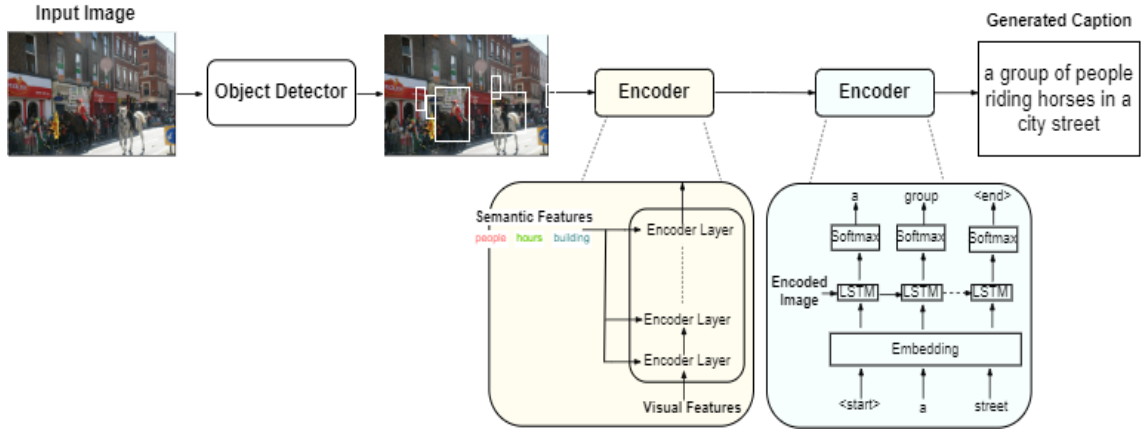 Input Image
Object Detector
Encoder
Encoder
Generated Caption
a group of people
riding horses in a
city street
Semantic Features
people hours building
Encoder Layer
Encoder Layer
Encoder Layer
Visual Features
a group <end>
Softmax Softmax Softmax
Encoded
Image
LSTM LSTM LSTM
Embedding
<start> a street